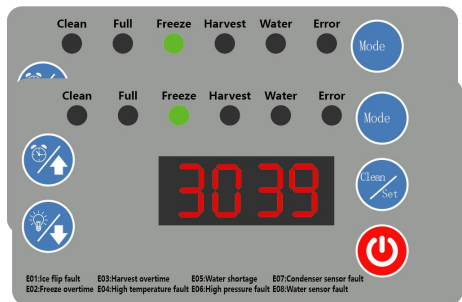 Clean Full Freeze Harvest Water Error
Mode
Clean Full Freeze Harvest Water Error
Mode
3039
Clean/Set
E01:Ice flip fault E03:Harvest overtime E05:Water shortage E07:Condenser sensor fault
E02:Freeze overtime E04:High temperature fault E06:High pressure fault E08:Water sensor fault